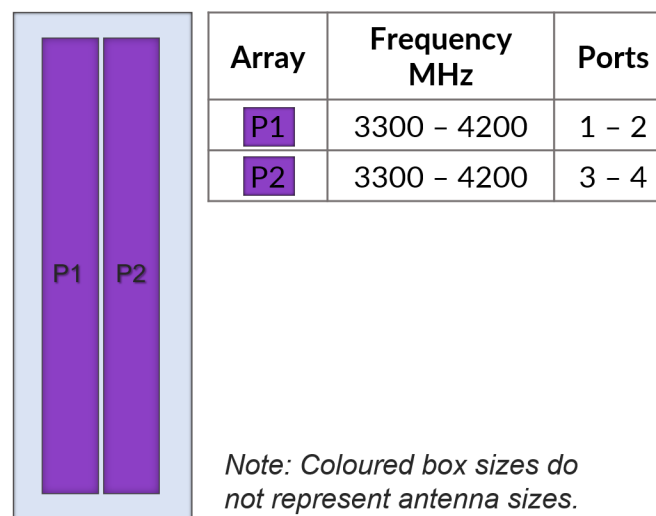 Array Frequency MHz Ports
P1 3300 – 4200 1 – 2
P2 3300 – 4200 3 – 4
P1 P2
Note: Coloured box sizes do
not represent antenna sizes.